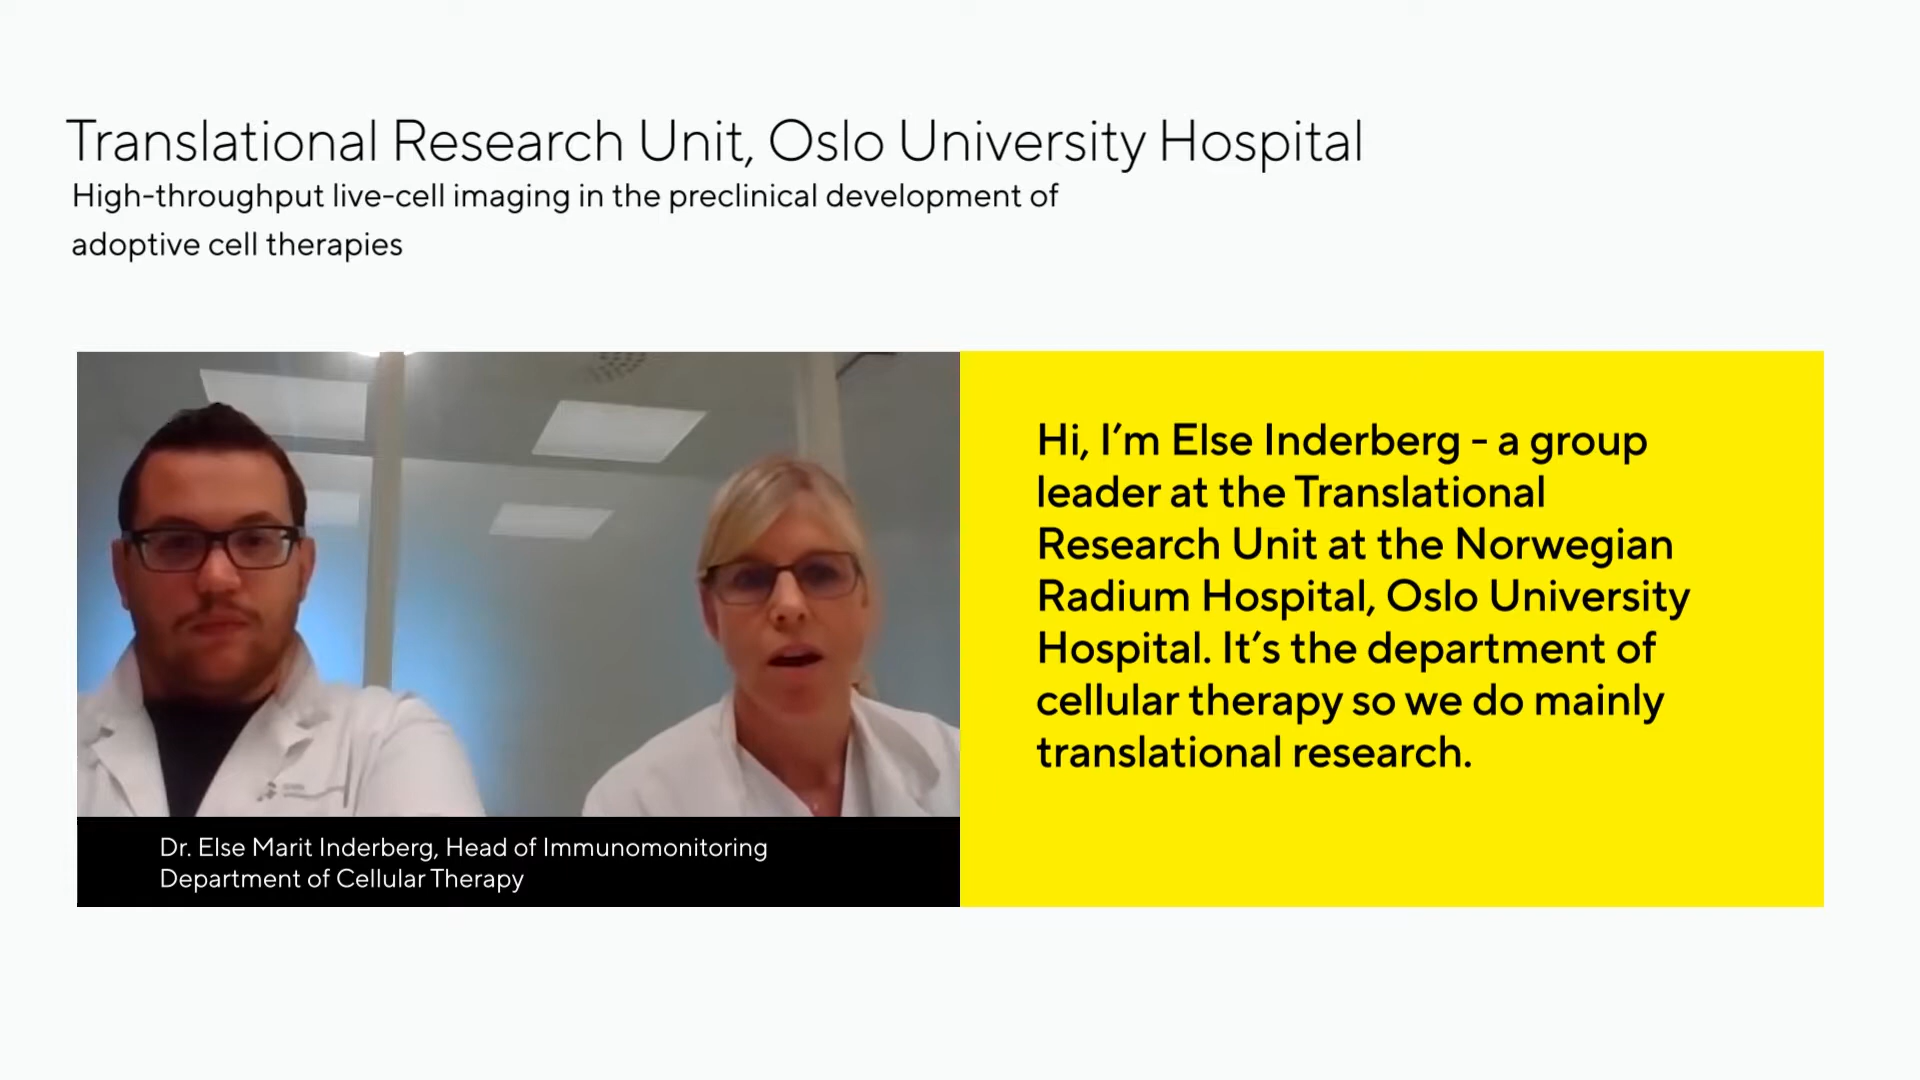 Translational Research Unit, Oslo University Hospital
High-throughput live-cell imaging in the preclinical development of
adoptive cell therapies
Hi, I’m Else Inderberg - a group
leader at the Translational
Research Unit at the Norwegian
Radium Hospital, Oslo University
Hospital. It’s the department of
cellular therapy so we do mainly
translational research.
Dr. Else Marit Inderberg, Head of Immunomonitoring
Department of Cellular Therapy